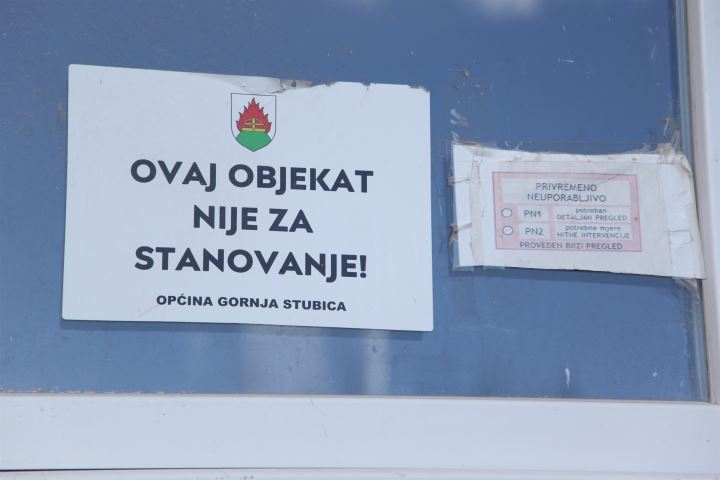 OVAJ OBJEKAT
NIJE ZA
STANOVANJE!
OPĆINA GORNJA STUBICA
PRIVREMENO
NEUPORABLJIVO
PN1 potreban DETALJAN PREGLED
PN2 potrebne mjere HITNE INTERVENCIJE
PROVEDEN BRZI PREGLED